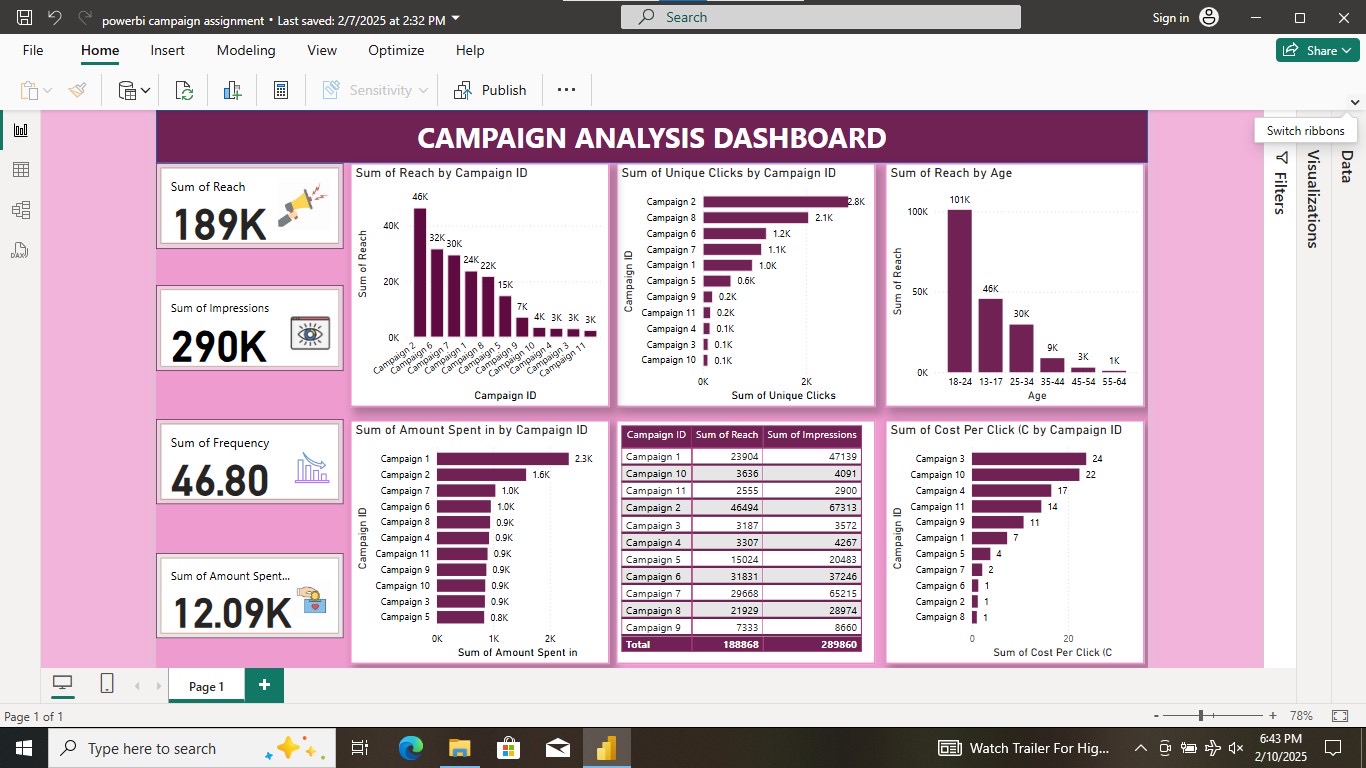 powerbi campaign assignment • Last saved: 2/7/2025 at 2:32 PM
Search
Sign in
File Home Insert Modeling View Optimize Help
Share
Sensitivity
Publish
Switch ribbons
CAMPAIGN ANALYSIS DASHBOARD
Filters
Visualizations
Data
DAX
Sum of Reach
189K
Sum of Impressions
290K
Sum of Frequency
46.80
Sum of Amount Spent...
12.09K
Sum of Reach by Campaign ID
Sum of Reach
40K
20K
0K
46K
32K
30K
24K
22K
15K
7K
4K
3K
3K
3K
Campaign 2
Campaign 6
Campaign 7
Campaign 1
Campaign 8
Campaign 5
Campaign 9
Campaign 10
Campaign 4
Campaign 3
Campaign 11
Campaign ID
Sum of Unique Clicks by Campaign ID
Campaign ID
Campaign 2 2.8K
Campaign 8 2.1K
Campaign 6 1.2K
Campaign 7 1.1K
Campaign 1 1.0K
Campaign 5 0.6K
Campaign 9 0.2K
Campaign 11 0.2K
Campaign 4 0.1K
Campaign 3 0.1K
Campaign 10 0.1K
0K 2K
Sum of Unique Clicks
Sum of Reach by Age
Sum of Reach
100K
50K
0K
101K
46K
30K
9K
3K
1K
18-24 13-17 25-34 35-44 45-54 55-64
Age
Sum of Amount Spent in by Campaign ID
Campaign ID
Campaign 1 2.3K
Campaign 2 1.6K
Campaign 7 1.0K
Campaign 6 1.0K
Campaign 8 0.9K
Campaign 4 0.9K
Campaign 11 0.9K
Campaign 9 0.9K
Campaign 10 0.9K
Campaign 3 0.9K
Campaign 5 0.8K
0K 1K 2K
Sum of Amount Spent in
Campaign ID Sum of Reach Sum of Impressions
Campaign 1 23904 47139
Campaign 10 3636 4091
Campaign 11 2555 2900
Campaign 2 46494 67313
Campaign 3 3187 3572
Campaign 4 3307 4267
Campaign 5 15024 20483
Campaign 6 31831 37246
Campaign 7 29668 65215
Campaign 8 21929 28974
Campaign 9 7333 8660
Total 188868 289860
Sum of Cost Per Click (C by Campaign ID
Campaign ID
Campaign 3 24
Campaign 10 22
Campaign 4 17
Campaign 11 14
Campaign 9 11
Campaign 1 7
Campaign 5 4
Campaign 7 2
Campaign 6 1
Campaign 2 1
Campaign 8 1
0 20
Sum of Cost Per Click (C
Page 1
+
Page 1 of 1
- + 78%
Type here to search
Watch Trailer For Hig...
6:43 PM
2/10/2025